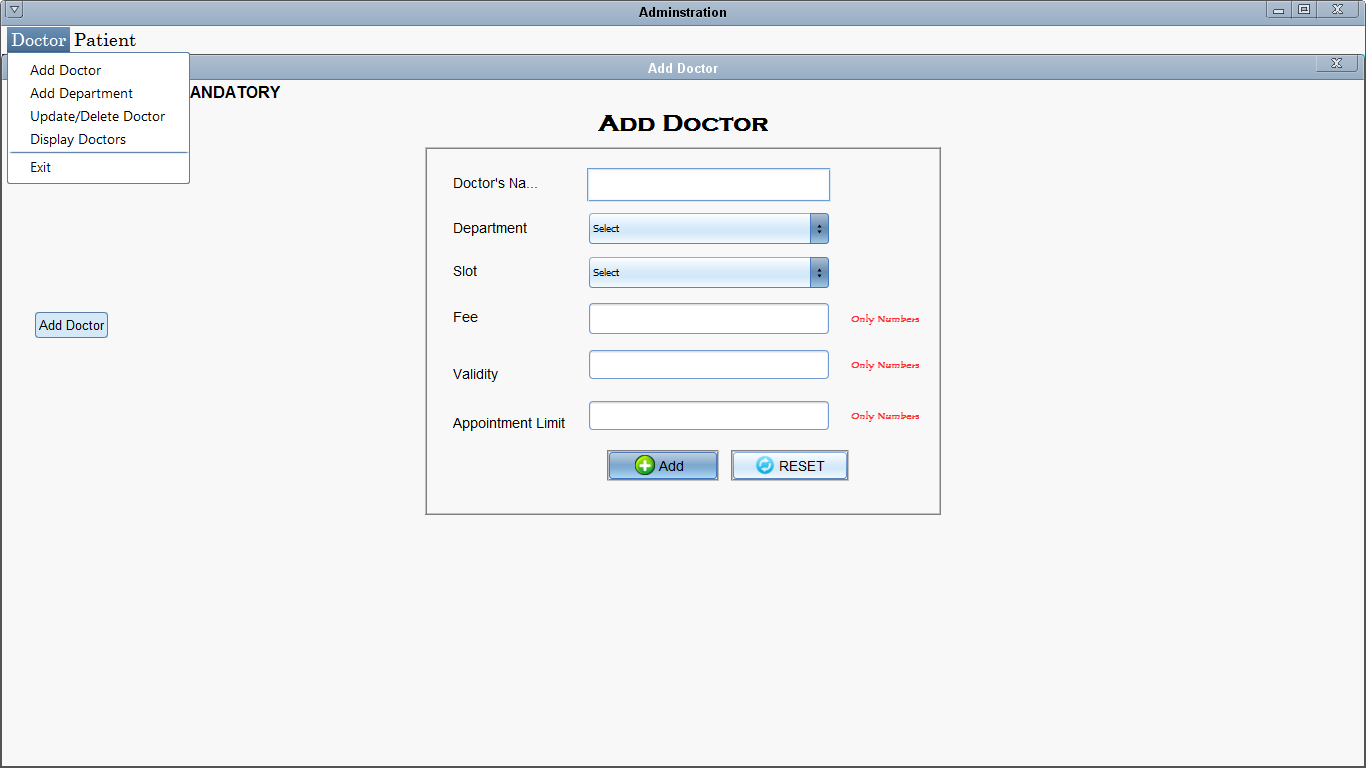 Adminstration
Doctor Patient
Add Doctor
Add Doctor
Add Department
Update/Delete Doctor
Display Doctors
Exit
ANDATORY
ADD DOCTOR
Doctor's Na...
Department Select
Slot Select
Fee Only Numbers
Add Doctor
Validity Only Numbers
Appointment Limit Only Numbers
Add RESET